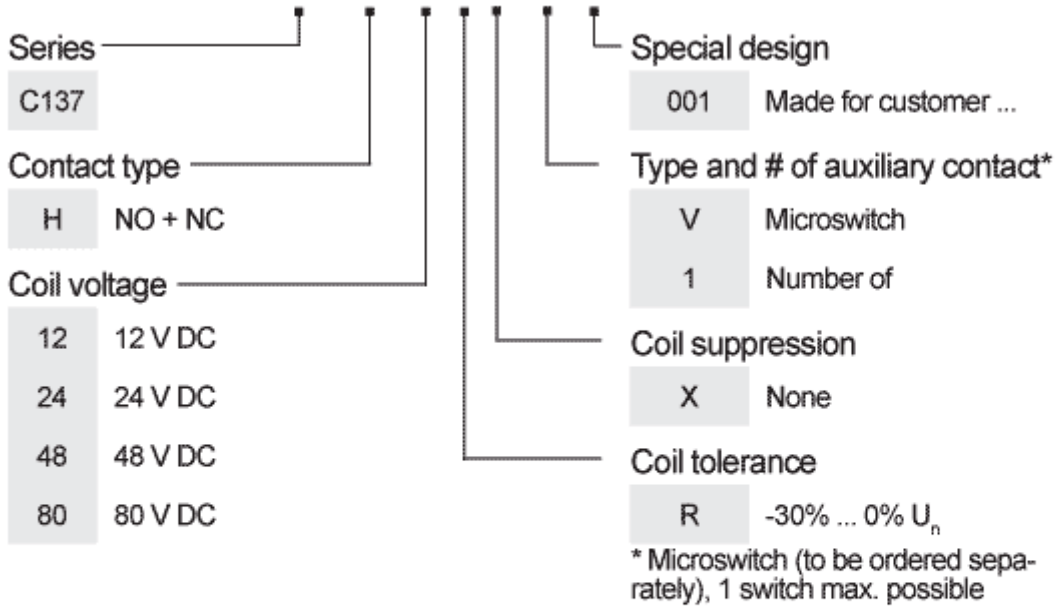 Series
C137
Contact type
H NO + NC
Coil voltage
12 12 V DC
24 24 V DC
48 48 V DC
80 80 V DC
Special design
001 Made for customer ...
Type and # of auxiliary contact*
V Microswitch
1 Number of
Coil suppression
X None
Coil tolerance
R -30% ... 0% Un
* Microswitch (to be ordered sepa-
rately), 1 switch max. possible